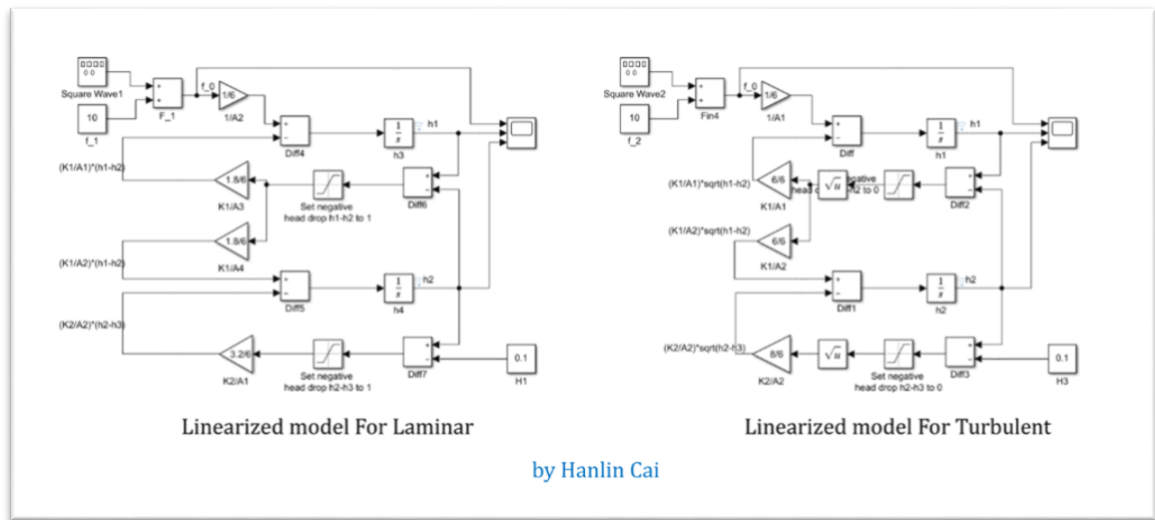 Square Wave1
10
f_1
F_1
f_0
1/6
1/A2
Diff4
1
s
h3
h1
(K1/A1)*(h1-h2)
1.8/6
K1/A3
Set negative
head drop h1-h2 to 1
Diff6
1.8/6
K1/A4
(K1/A2)*(h1-h2)
Diff5
1
s
h4
h2
(K2/A2)*(h2-h3)
3.2/6
K2/A1
Set negative
head drop h2-h3 to 1
Diff7
0.1
H1
Linearized model For Laminar
Square Wave2
10
f_2
Fin4
f_0
1/6
1/A1
Diff
1
s
h1
h1
(K1/A1)*sqrt(h1-h2)
6/6
K1/A1
√u
Diff2
(K1/A2)*sqrt(h1-h2)
6/6
K1/A2
Diff1
1
s
h2
h2
(K2/A2)*sqrt(h2-h3)
8/6
K2/A2
√u
Set negative
head drop h2-h3 to 0
Diff3
0.1
H3
Linearized model For Turbulent
by Hanlin Cai